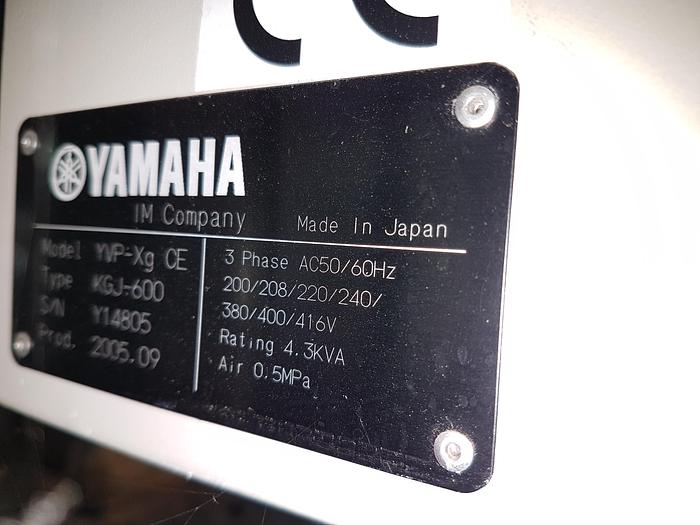 CE
YAMAHA
IM Company
Made In Japan
Model YVP-Xg CE
Type KGJ-600
S/N Y14805
Prod. 2005.09
3 Phase AC50/60Hz
200/208/220/240/
380/400/416V
Rating 4.3KVA
Air 0.5MPa